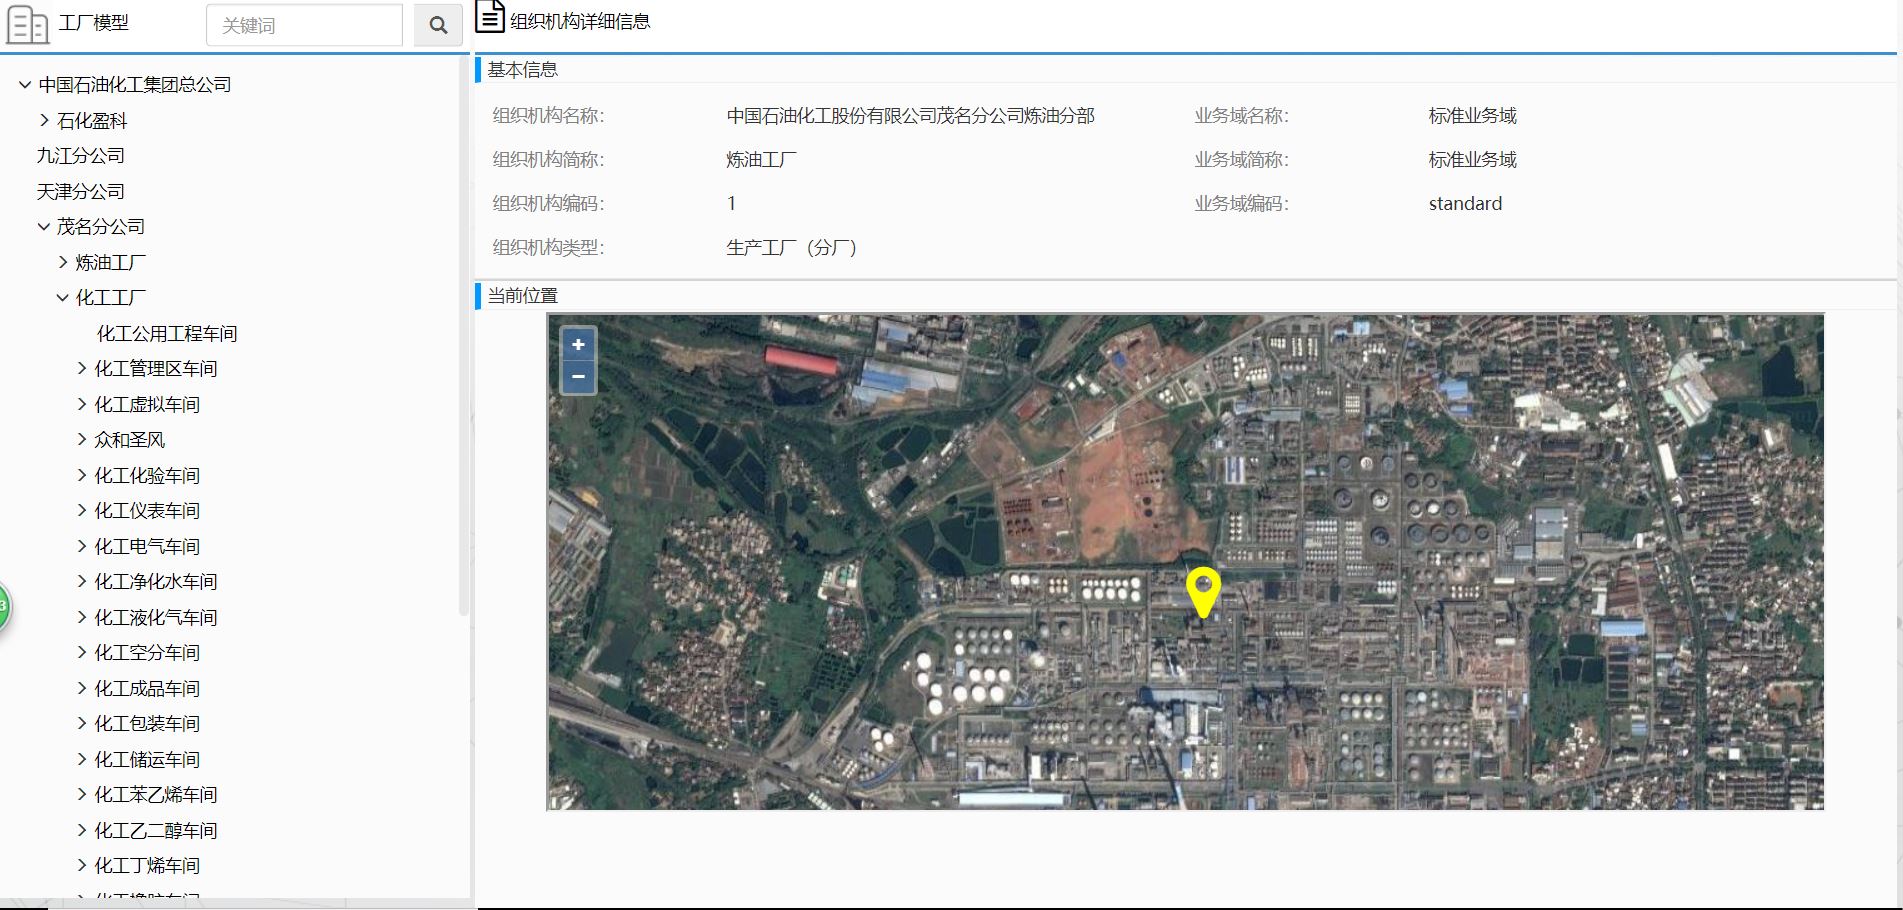 工厂模型
关键词
中国石油化工集团总公司
石化盈科
九江分公司
天津分公司
茂名分公司
炼油工厂
化工工厂
化工公用工程车间
化工管理区车间
化工虚拟车间
众和圣风
化工化验车间
化工仪表车间
化工电气车间
化工净化水车间
化工液化气车间
化工空分车间
化工成品车间
化工包装车间
化工储运车间
化工苯乙烯车间
化工乙二醇车间
化工丁烯车间
3
组织机构详细信息
基本信息
组织机构名称： 中国石油化工股份有限公司茂名分公司炼油分部 业务域名称： 标准业务域
组织机构简称： 炼油工厂 业务域简称： 标准业务域
组织机构编码： 1 业务域编码： standard
组织机构类型： 生产工厂（分厂）
当前位置
+
−